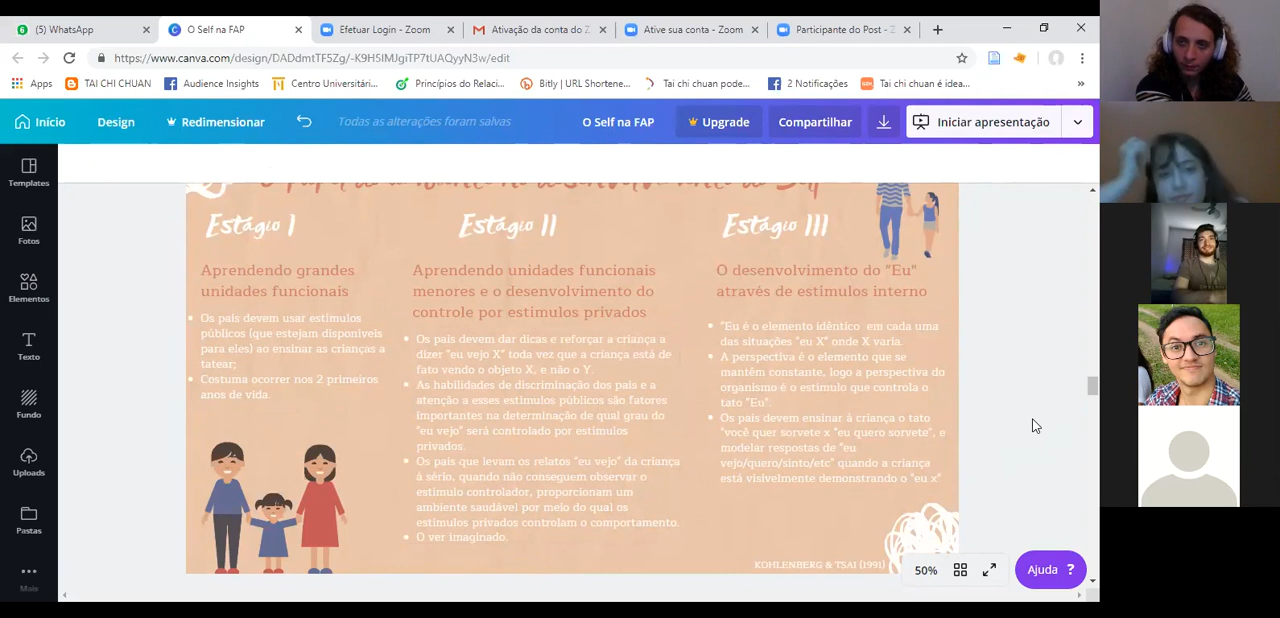 (5) WhatsApp
O Self na FAP
Efetuar Login - Zoom
Ativação da conta do Z
Ative sua conta - Zoom
Participante do Post -
https://www.canva.com/design/DADdmtTF5Zg/-K9H5IMJgiTP7tUAQyyN3w/edit
Apps
TAI CHI CHUAN
Audience Insights
Centro Universitári...
Princípios do Relaci...
Bitly | URL Shortene...
Tai chi chuan pode...
2 Notificações
Tai chi chuan é idea...
Início
Design
Redimensionar
Todas as alterações foram salvas
O Self na FAP
Upgrade
Compartilhar
Iniciar apresentação
Templates
Fotos
Elementos
Texto
Fundo
Uploads
Pastas
Mais
Estágio I
Aprendendo grandes
unidades funcionais
• Os pais devem usar estímulos
públicos (que estejam disponíveis
para eles) ao ensinar as crianças a
tatear;
• Costuma ocorrer nos 2 primeiros
anos de vida.
Estágio II
Aprendendo unidades funcionais
menores e o desenvolvimento do
controle por estímulos privados
• Os pais devem dar dicas e reforçar a criança a
dizer "eu vejo X" toda vez que a criança está de
fato vendo o objeto X, e não o Y.
• As habilidades de discriminação dos pais e a
atenção a esses estímulos públicos são fatores
importantes na determinação de qual grau do
"eu vejo" será controlado por estímulos
privados.
• Os pais que levam os relatos "eu vejo" da criança
à sério, quando não conseguem observar o
estímulo controlador, proporcionam um
ambiente saudável por meio do qual os
estímulos privados controlam o comportamento.
• O ver imaginado.
Estágio III
O desenvolvimento do "Eu"
através de estímulos interno
• "Eu é o elemento idêntico em cada uma
das situações "eu X" onde X varia.
• A perspectiva é o elemento que se
mantêm constante, logo a perspectiva do
organismo é o estímulo que controla o
tato "Eu".
• Os pais devem ensinar à criança o tato
"você quer sorvete x "eu quero sorvete", e
modelar respostas de "eu
vejo/quero/sinto/etc" quando a criança
está visivelmente demonstrando o "eu x"
KOHLENBERG & TSAI (1991)
50%
Ajuda ?